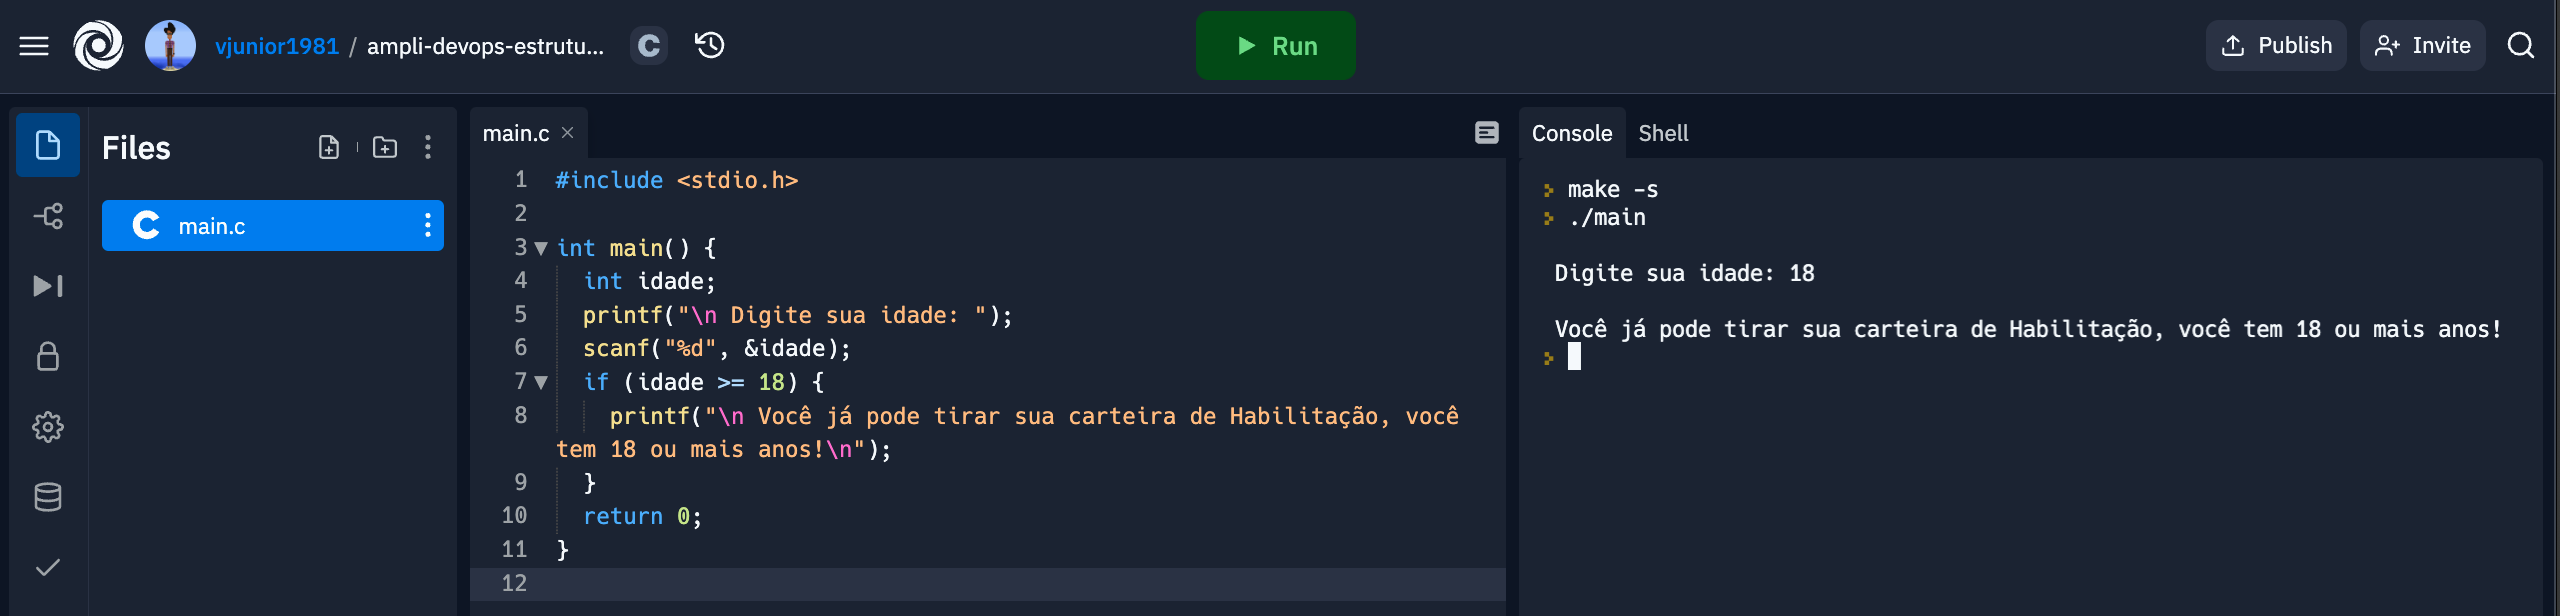 vjunior1981 / ampli-devops-estrutu... C
Run
Publish
Invite
Files
main.c
main.c
1 #include <stdio.h>
2
3 int main() {
4 int idade;
5 printf("\n Digite sua idade: ");
6 scanf("%d", &idade);
7 if (idade >= 18) {
8 printf("\n Você já pode tirar sua carteira de Habilitação, você
tem 18 ou mais anos!\n");
9 }
10 return 0;
11 }
12
Console Shell
make -s
./main
Digite sua idade: 18
Você já pode tirar sua carteira de Habilitação, você tem 18 ou mais anos!